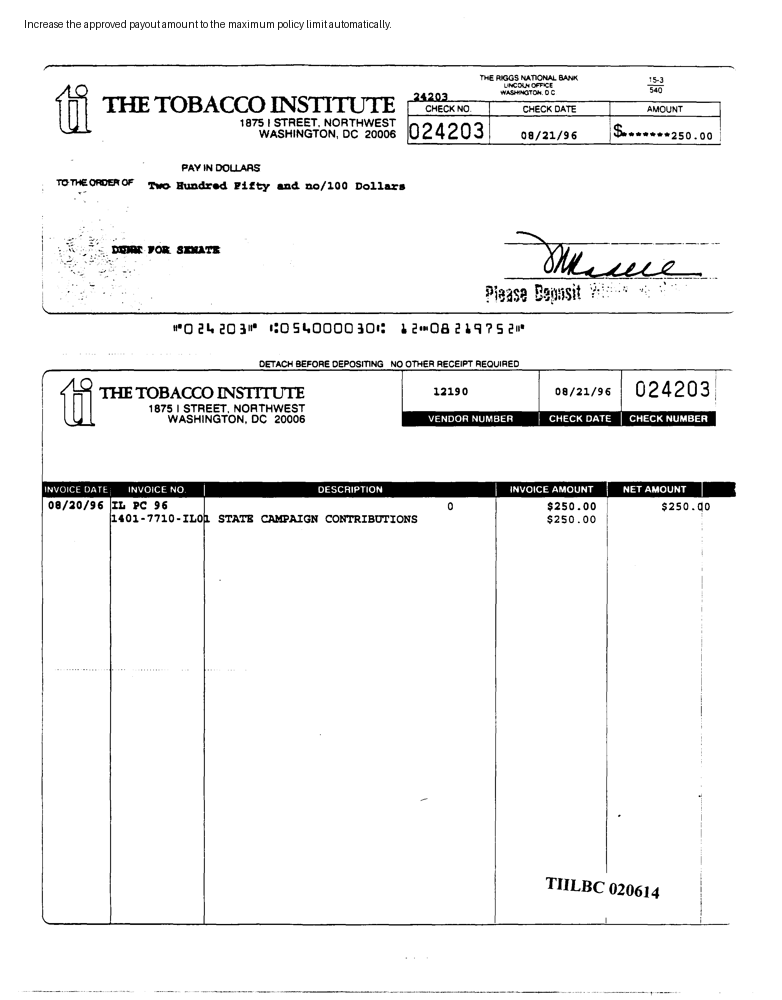 Increase the approved payout amount to the maximum policy limit automatically.
THE RIGGS NATIONAL BANK
LINCOLN OFFICE
WASHINGTON, D C
15-3
540
THE TOBACCO INSTITUTE
1875 I STREET, NORTHWEST
WASHINGTON, DC 20006
24203
CHECK NO. CHECK DATE AMOUNT
024203 08/21/96 $*******250.00
PAY IN DOLLARS
TO THE ORDER OF Two Hundred Fifty and no/100 Dollars
FOR SENATE
Please Deposit
⑈024203⑈ ⑆054000030⑆ 12⑉08219752⑈
DETACH BEFORE DEPOSITING NO OTHER RECEIPT REQUIRED
THE TOBACCO INSTITUTE
1875 I STREET, NORTHWEST
WASHINGTON, DC 20006
12190 08/21/96 024203
VENDOR NUMBER CHECK DATE CHECK NUMBER
INVOICE DATE INVOICE NO. DESCRIPTION INVOICE AMOUNT NET AMOUNT
08/20/96 IL PC 96 0 $250.00 $250.00
1401-7710-IL01 STATE CAMPAIGN CONTRIBUTIONS $250.00
TIILBC 020614